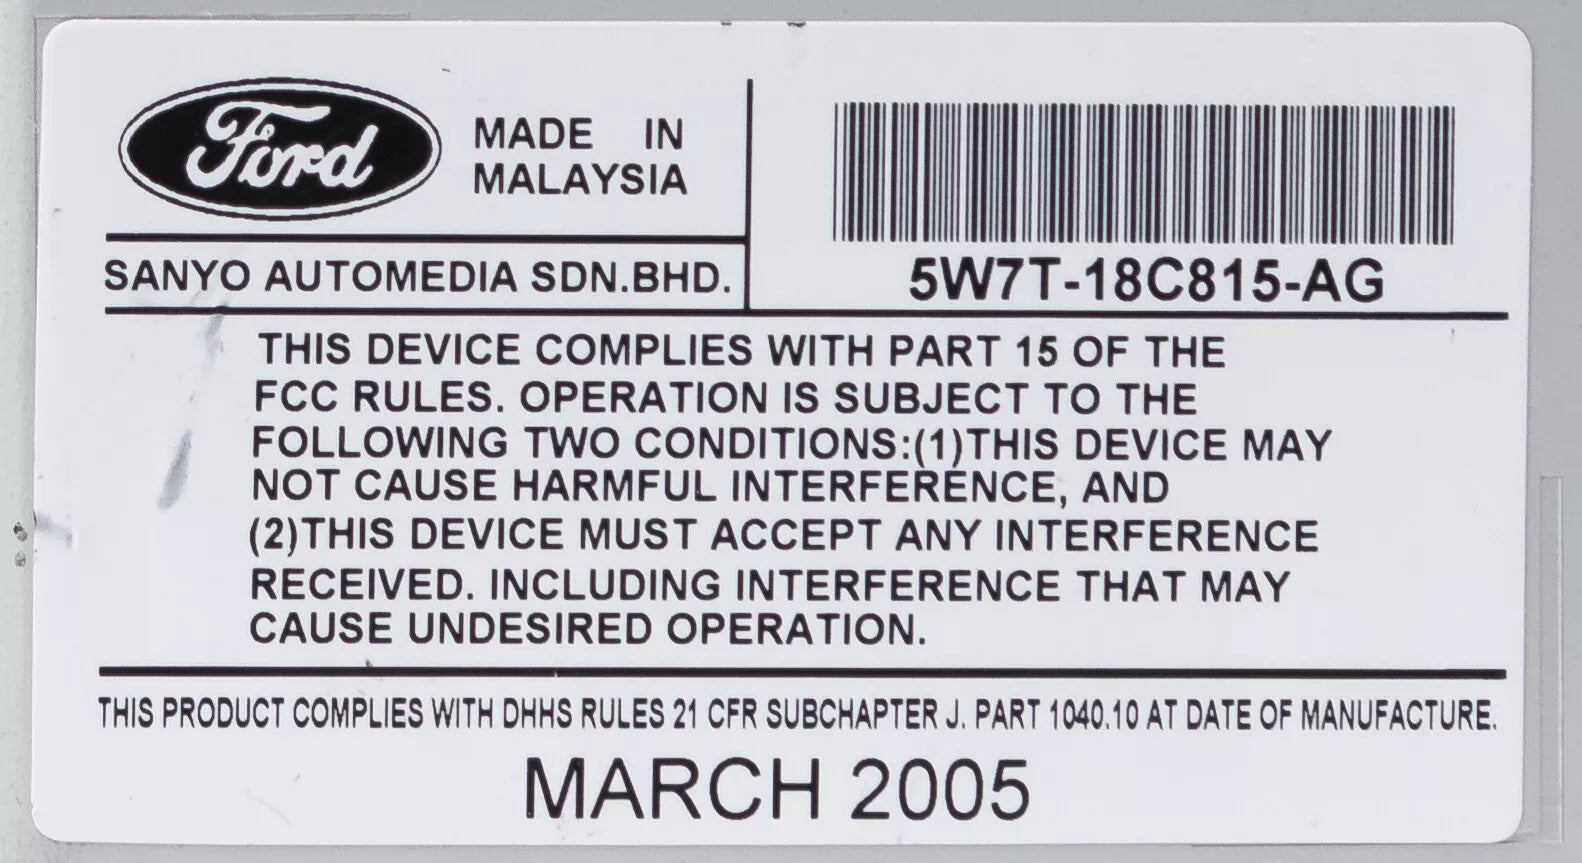 Ford
MADE IN
MALAYSIA
SANYO AUTOMEDIA SDN.BHD.
5W7T-18C815-AG
THIS DEVICE COMPLIES WITH PART 15 OF THE
FCC RULES. OPERATION IS SUBJECT TO THE
FOLLOWING TWO CONDITIONS:(1)THIS DEVICE MAY
NOT CAUSE HARMFUL INTERFERENCE, AND
(2)THIS DEVICE MUST ACCEPT ANY INTERFERENCE
RECEIVED. INCLUDING INTERFERENCE THAT MAY
CAUSE UNDESIRED OPERATION.
THIS PRODUCT COMPLIES WITH DHHS RULES 21 CFR SUBCHAPTER J. PART 1040.10 AT DATE OF MANUFACTURE.
MARCH 2005